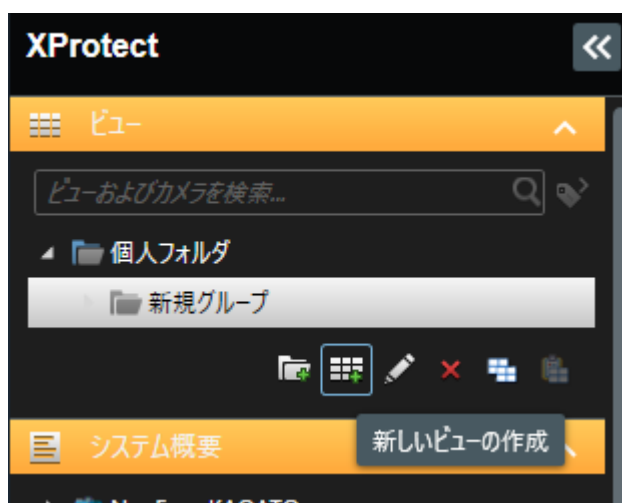 XProtect
ビュー
ビューおよびカメラを検索...
個人フォルダ
新規グループ
システム概要
新しいビューの作成